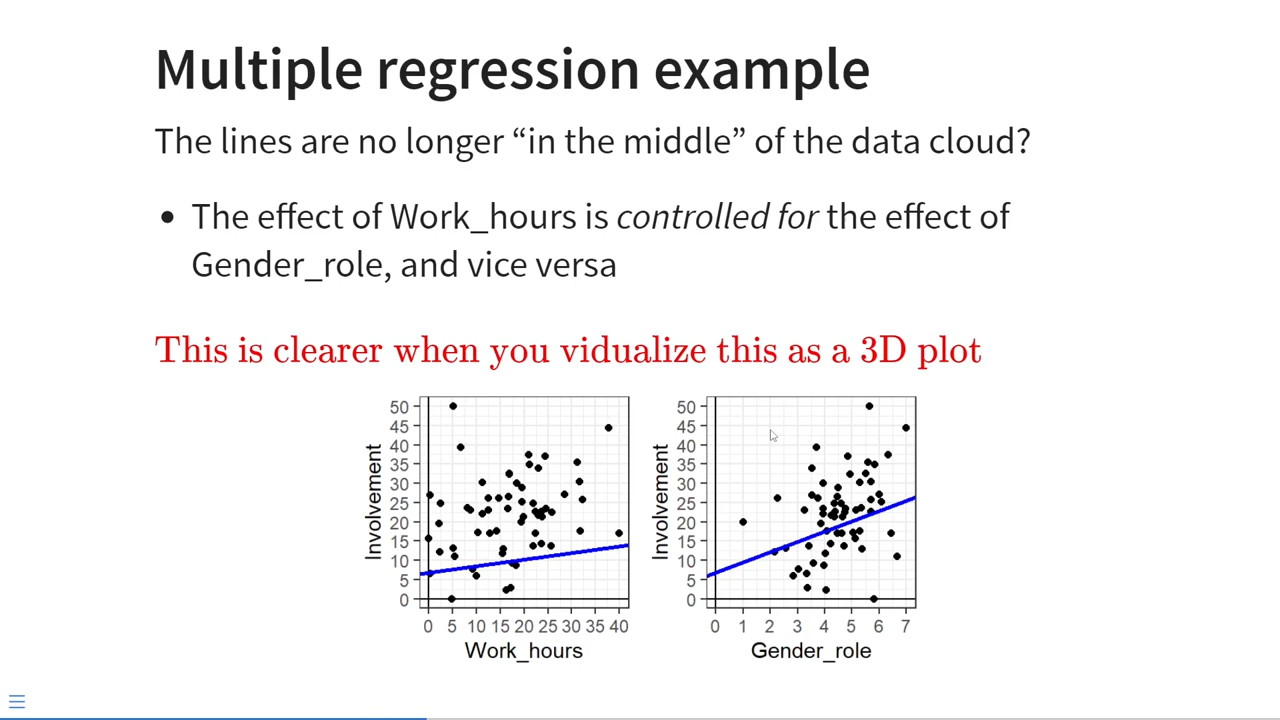 Multiple regression example
The lines are no longer “in the middle” of the data cloud?
• The effect of Work_hours is controlled for the effect of
Gender_role, and vice versa
This is clearer when you vidualize this as a 3D plot
50
45
40
35
30
25
20
15
10
5
0
Involvement
0 5 10 15 20 25 30 35 40
Work_hours
50
45
40
35
30
25
20
15
10
5
0
Involvement
0 1 2 3 4 5 6 7
Gender_role